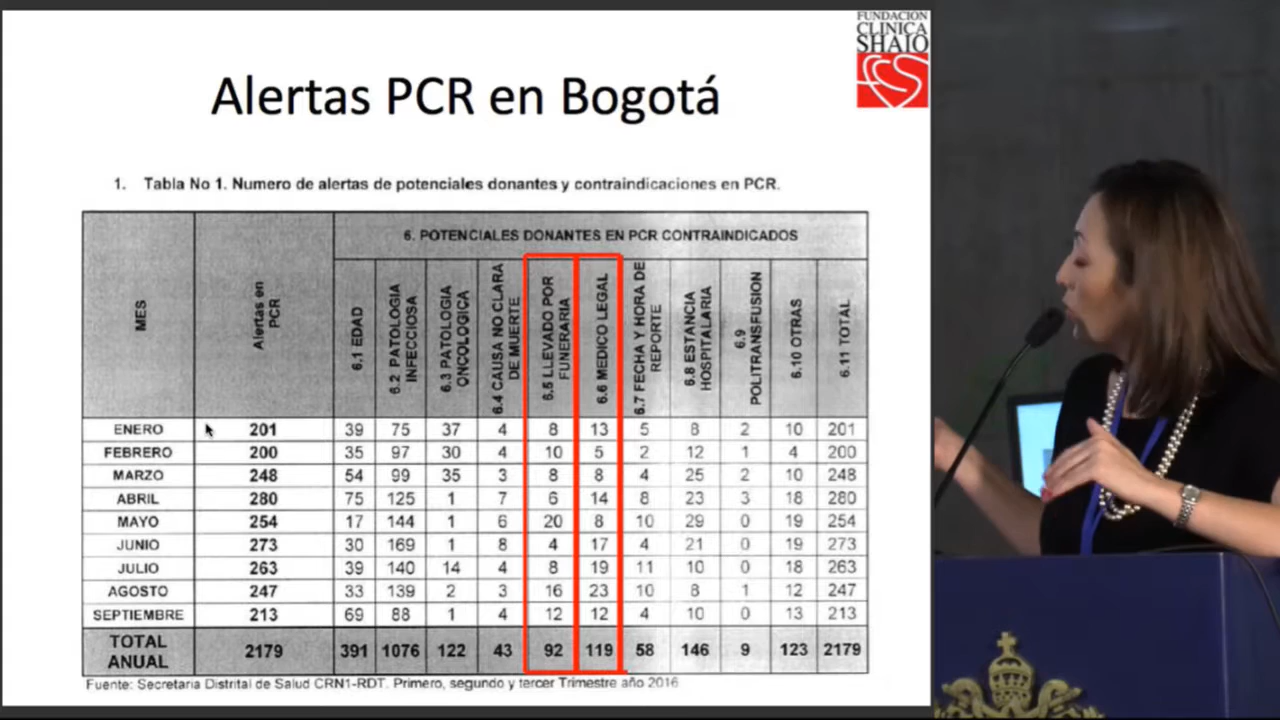 FUNDACION
CLINICA
SHAIO
Alertas PCR en Bogotá
1. Tabla No 1. Numero de alertas de potenciales donantes y contraindicaciones en PCR.
6. POTENCIALES DONANTES EN PCR CONTRAINDICADOS
MES
Alertas en PCR
6.1 EDAD
6.2 PATOLOGIA INFECCIOSA
6.3 PATOLOGIA ONCOLOGICA
6.4 CAUSA NO CLARA DE MUERTE
6.5 LLEVADO POR FUNERARIA
6.6 MEDICO LEGAL
6.7 FECHA Y HORA DE REPORTE
6.8 ESTANCIA HOSPITALARIA
6.9 POLITRANSFUSION
6.10 OTRAS
6.11 TOTAL
ENERO 201 39 75 37 4 8 13 5 8 2 10 201
FEBRERO 200 35 97 30 4 10 5 2 12 1 4 200
MARZO 248 54 99 35 3 8 8 4 25 2 10 248
ABRIL 280 75 125 1 7 6 14 8 23 3 18 280
MAYO 254 17 144 1 6 20 8 10 29 0 19 254
JUNIO 273 30 169 1 8 4 17 4 21 0 19 273
JULIO 263 39 140 14 4 8 19 11 10 0 18 263
AGOSTO 247 33 139 2 3 16 23 10 8 1 12 247
SEPTIEMBRE 213 69 88 1 4 12 12 4 10 0 13 213
TOTAL ANUAL 2179 391 1076 122 43 92 119 58 146 9 123 2179
Fuente: Secretaria Distrital de Salud CRN1-RDT. Primero, segundo y tercer Trimestre año 2016